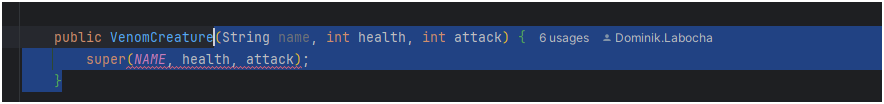 public VenomCreature(String name, int health, int attack) { 6 usages Dominik.Labocha
super(NAME, health, attack);
}